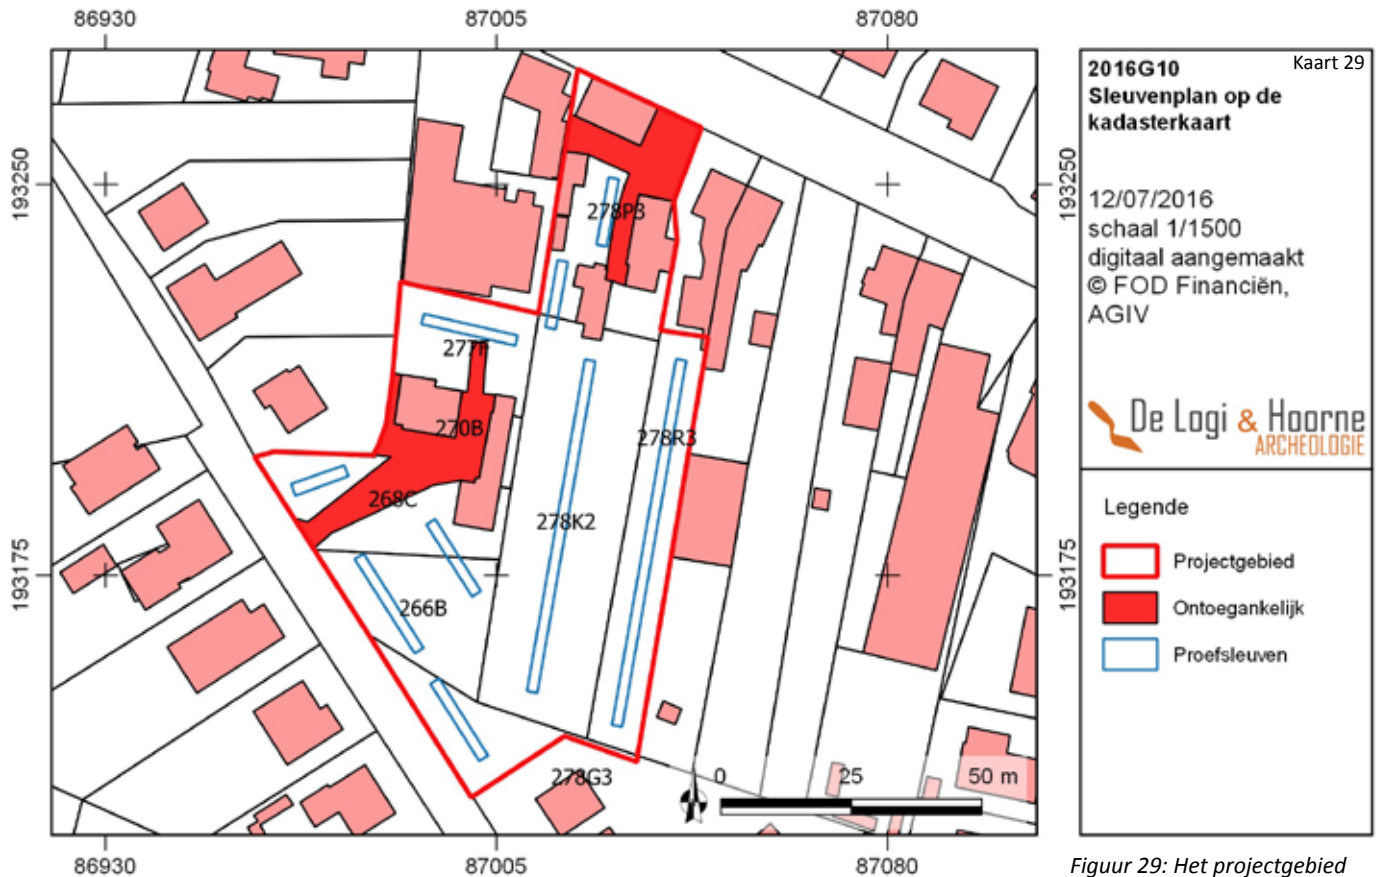 86930
87005
87080
193250
193250
193175
193175
278P3
277F
270B
278R3
268C
278K2
266B
278G3
0
25
50 m
86930
87005
87080
Kaart 29
2016G10
Sleuvenplan op de
kadasterkaart
12/07/2016
schaal 1/1500
digitaal aangemaakt
© FOD Financiën,
AGIV
De Logi & Hoorne
ARCHEOLOGIE
Legende
Projectgebied
Ontoegankelijk
Proefsleuven
Figuur 29: Het projectgebied